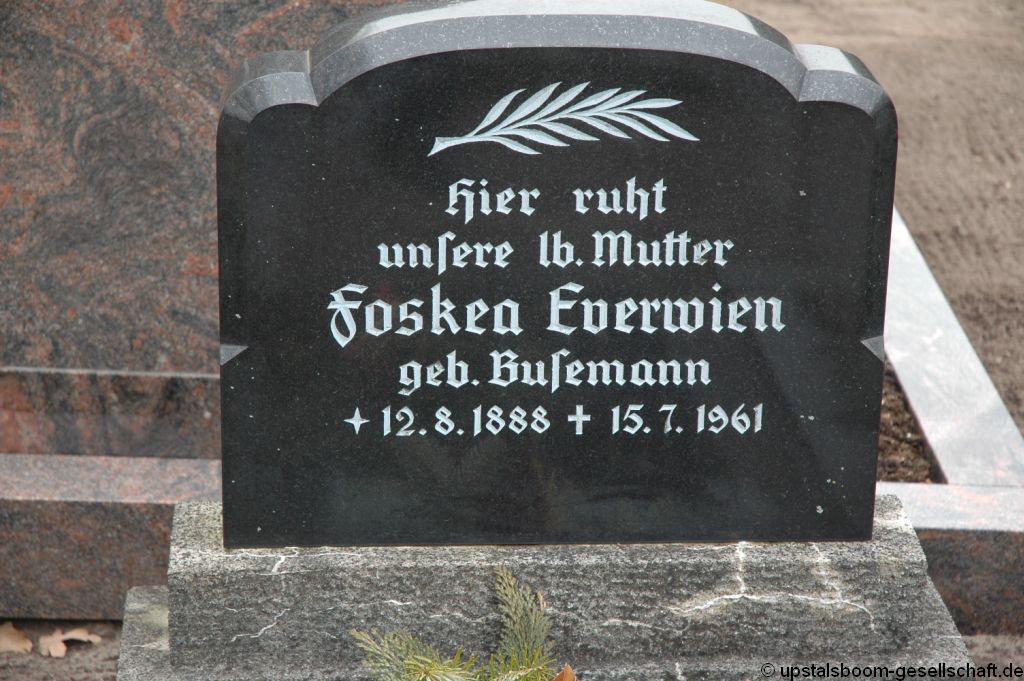 Hier ruht
unſere lb. Mutter
Foskea Everwien
geb. Buſemann
✦ 12. 8. 1888 ✝ 15. 7. 1961
© upstalsboom-gesellschaft.de